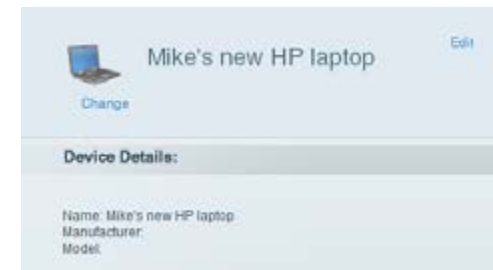 Mike's new HP laptop
Edit
Change
Device Details:
Name: Mike's new HP laptop
Manufacturer:
Model: